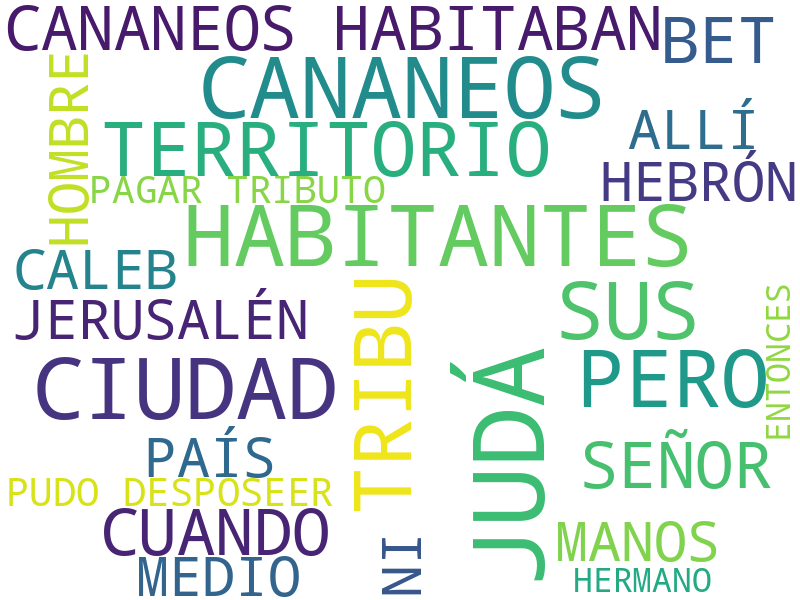 CANANEOS HABITABAN
BET
HOMBRE
CANANEOS
ALLÍ
TERRITORIO
HEBRÓN
PAGAR TRIBUTO
HABITANTES
CALEB
TRIBU
SUS
ENTONCES
JERUSALÉN
JUDÁ
PERO
CIUDAD
PAÍS
SEÑOR
PUDO DESPOSEER
CUANDO
MANOS
NI
MEDIO
HERMANO